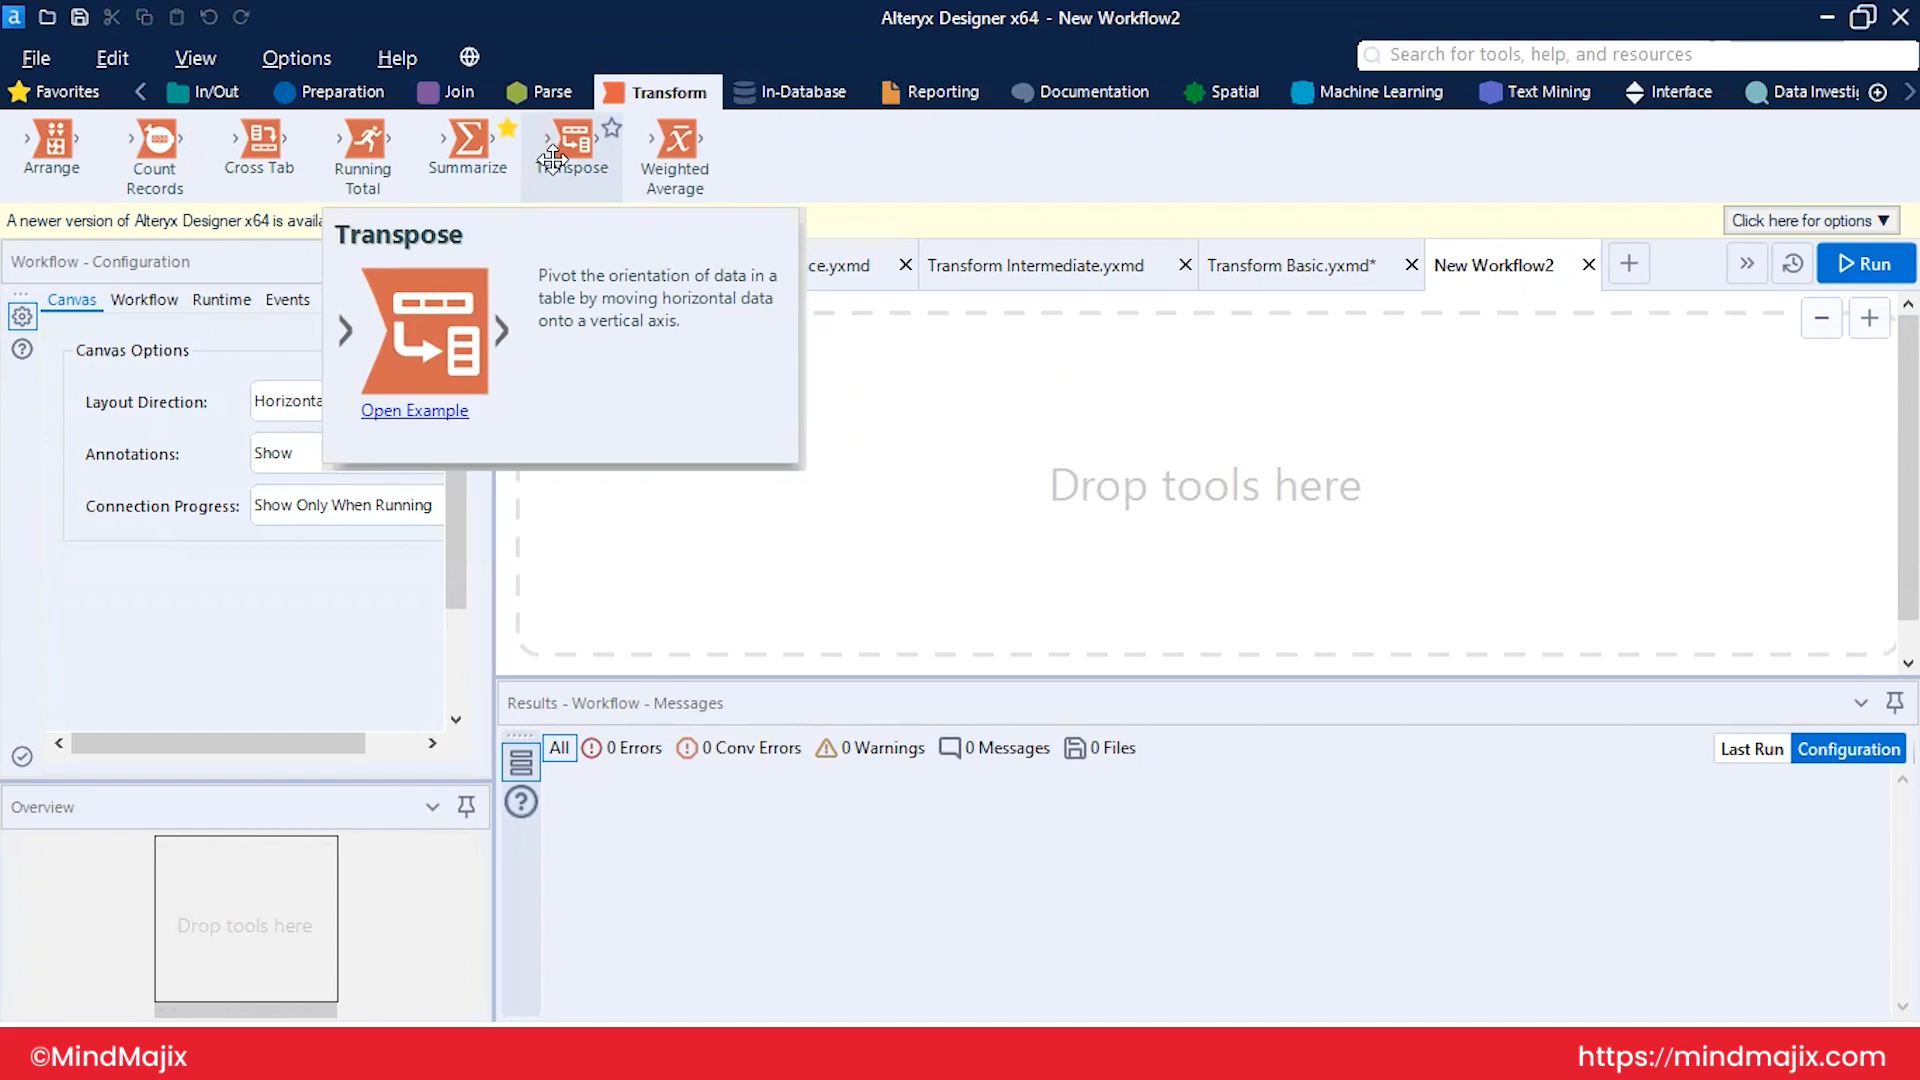 Alteryx Designer x64 - New Workflow2
File Edit View Options Help
Search for tools, help, and resources
Favorites In/Out Preparation Join Parse Transform In-Database Reporting Documentation Spatial Machine Learning Text Mining Interface Data Investi
Arrange Count Records Cross Tab Running Total Summarize Transpose Weighted Average
A newer version of Alteryx Designer x64 is availa
Click here for options ▼
Transpose
Pivot the orientation of data in a
table by moving horizontal data
onto a vertical axis.
Open Example
Workflow - Configuration
ce.yxmd Transform Intermediate.yxmd Transform Basic.yxmd* New Workflow2
Run
Canvas Workflow Runtime Events
Canvas Options
Layout Direction: Horizonta
Annotations: Show
Connection Progress: Show Only When Running
Drop tools here
Results - Workflow - Messages
All 0 Errors 0 Conv Errors 0 Warnings 0 Messages 0 Files
Last Run Configuration
Overview
Drop tools here
©MindMajix
https://mindmajix.com